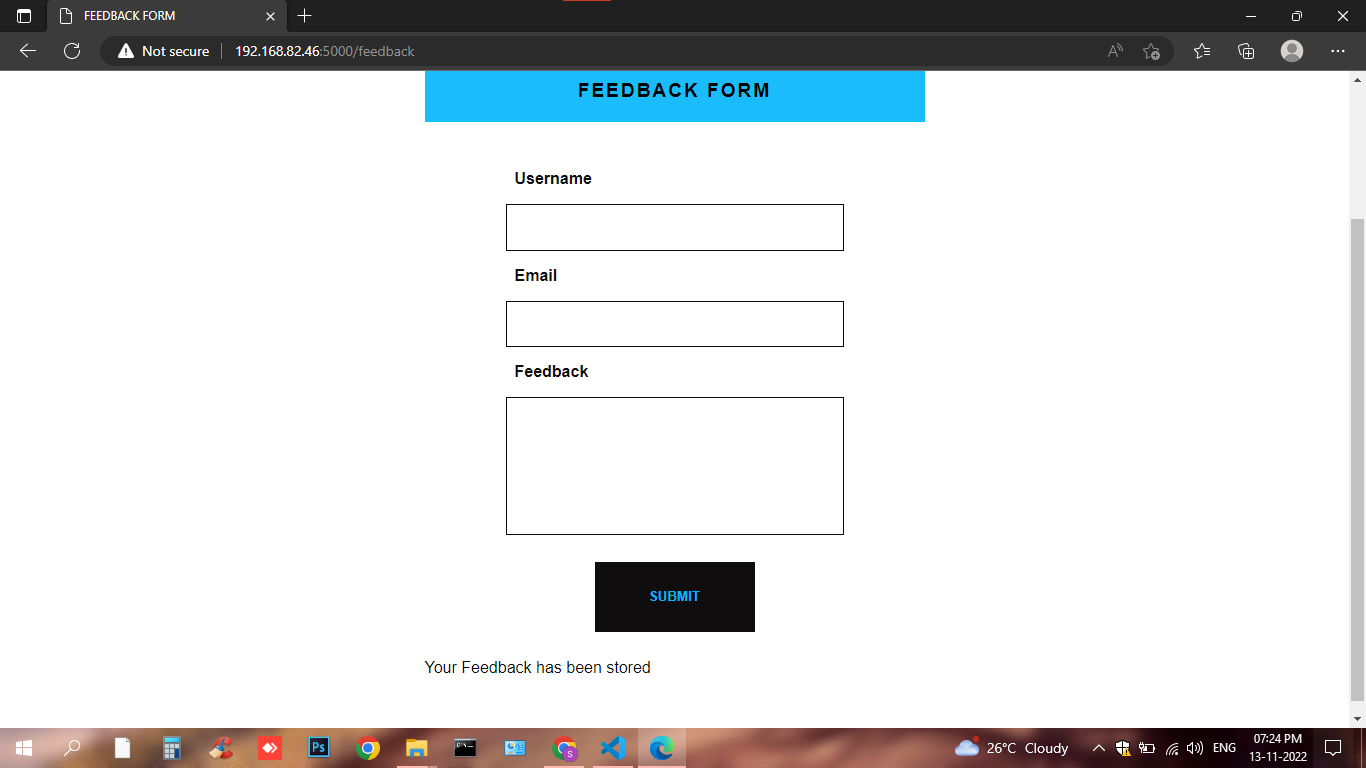 FEEDBACK FORM
Not secure 192.168.82.46:5000/feedback
FEEDBACK FORM
Username
Email
Feedback
SUBMIT
Your Feedback has been stored
Ps
S
26°C Cloudy
ENG
07:24 PM
13-11-2022